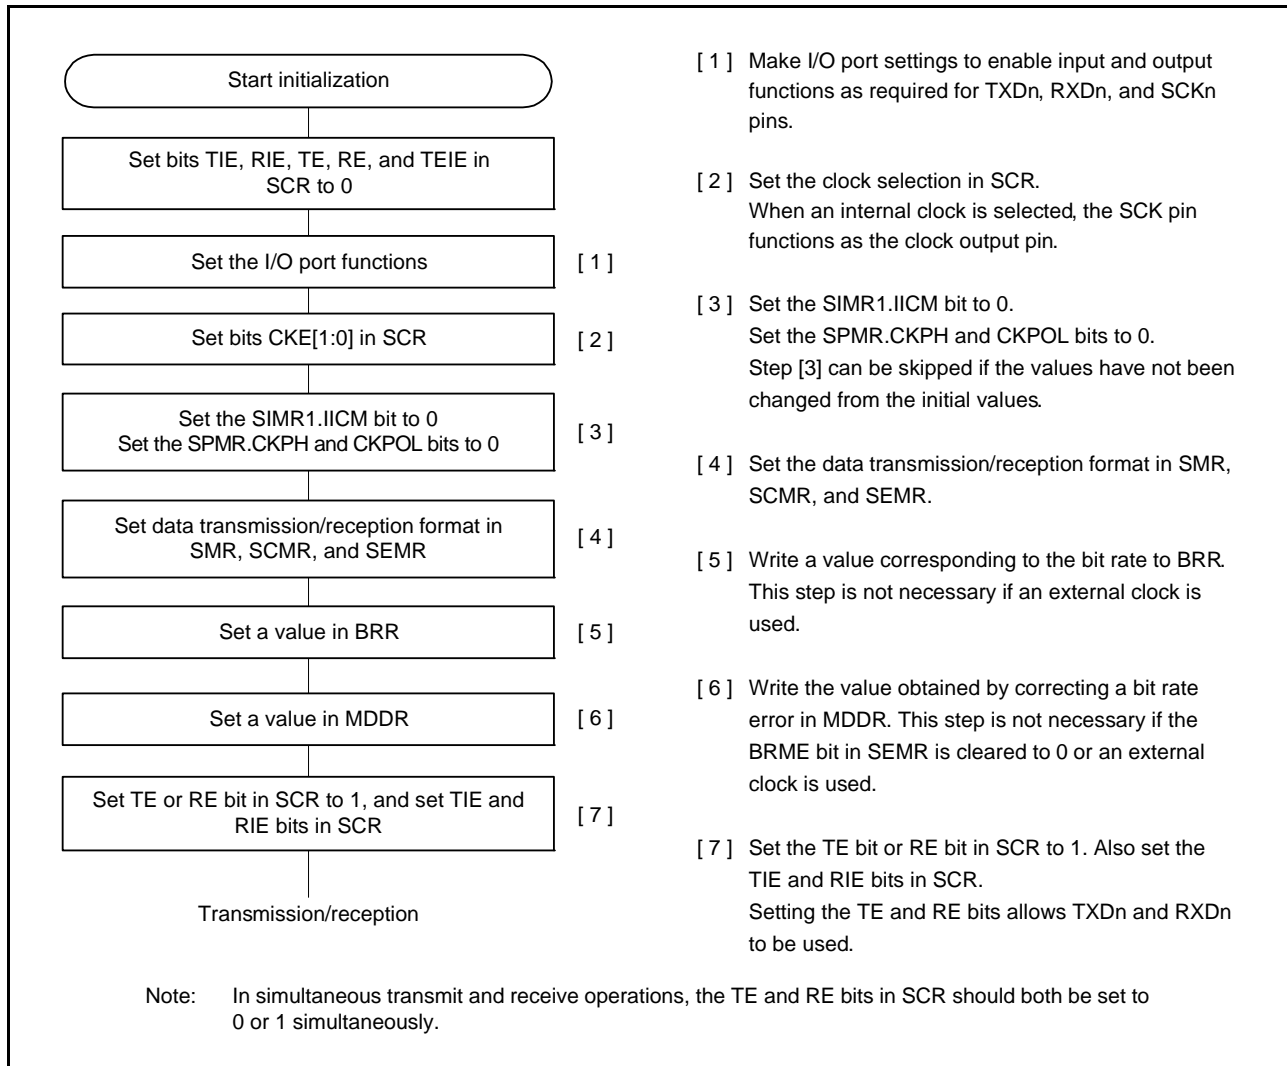 Start initialization
Set bits TIE, RIE, TE, RE, and TEIE in
SCR to 0
Set the I/O port functions
[ 1 ]
Set bits CKE[1:0] in SCR
[ 2 ]
Set the SIMR1.IICM bit to 0
Set the SPMR.CKPH and CKPOL bits to 0
[ 3 ]
Set data transmission/reception format in
SMR, SCMR, and SEMR
[ 4 ]
Set a value in BRR
[ 5 ]
Set a value in MDDR
[ 6 ]
Set TE or RE bit in SCR to 1, and set TIE and
RIE bits in SCR
[ 7 ]
Transmission/reception
[ 1 ] Make I/O port settings to enable input and output
functions as required for TXDn, RXDn, and SCKn
pins.
[ 2 ] Set the clock selection in SCR.
When an internal clock is selected, the SCK pin
functions as the clock output pin.
[ 3 ] Set the SIMR1.IICM bit to 0.
Set the SPMR.CKPH and CKPOL bits to 0.
Step [3] can be skipped if the values have not been
changed from the initial values.
[ 4 ] Set the data transmission/reception format in SMR,
SCMR, and SEMR.
[ 5 ] Write a value corresponding to the bit rate to BRR.
This step is not necessary if an external clock is
used.
[ 6 ] Write the value obtained by correcting a bit rate
error in MDDR. This step is not necessary if the
BRME bit in SEMR is cleared to 0 or an external
clock is used.
[ 7 ] Set the TE bit or RE bit in SCR to 1. Also set the
TIE and RIE bits in SCR.
Setting the TE and RE bits allows TXDn and RXDn
to be used.
Note: In simultaneous transmit and receive operations, the TE and RE bits in SCR should both be set to
0 or 1 simultaneously.